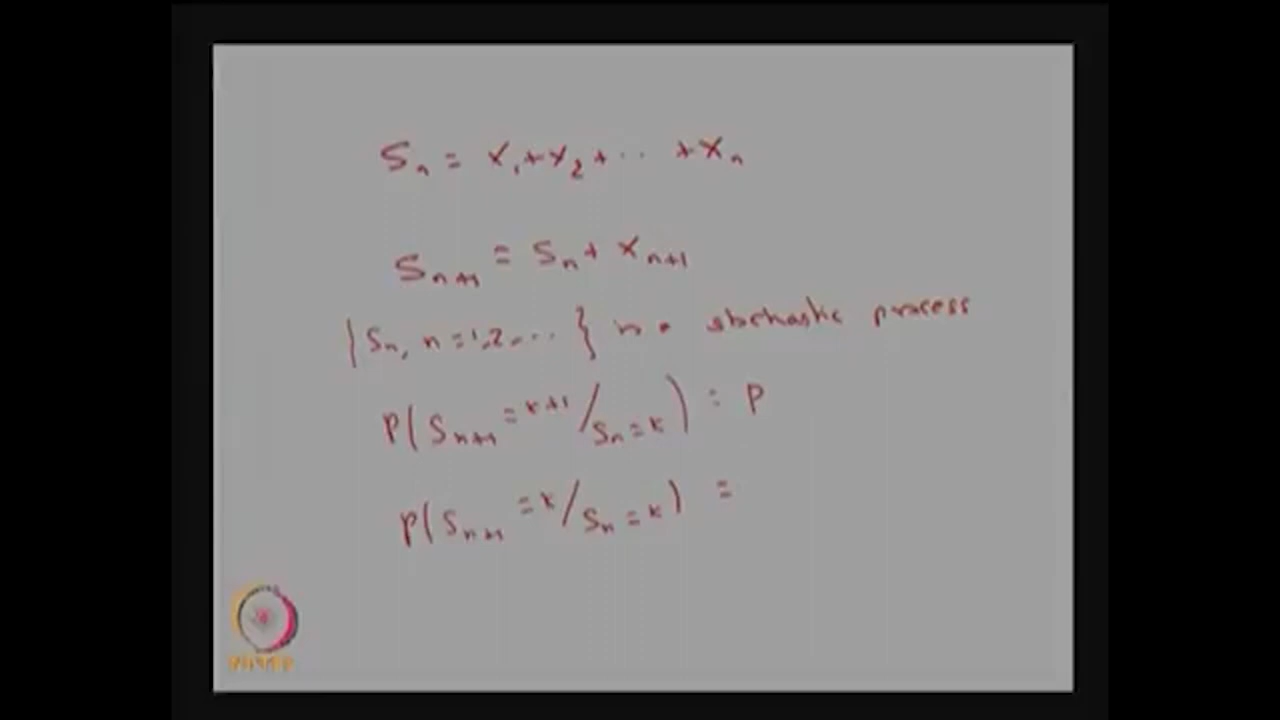 Sₙ = X₁ + X₂ + ·· + Xₙ
Sₙ₊₁ = Sₙ + Xₙ₊₁
{Sₙ, n = 1, 2, ...} is a stochastic process
P(Sₙ₊₁ = k+1 / Sₙ = k) = P
P(Sₙ₊₁ = k / Sₙ = k) =
NPTEL